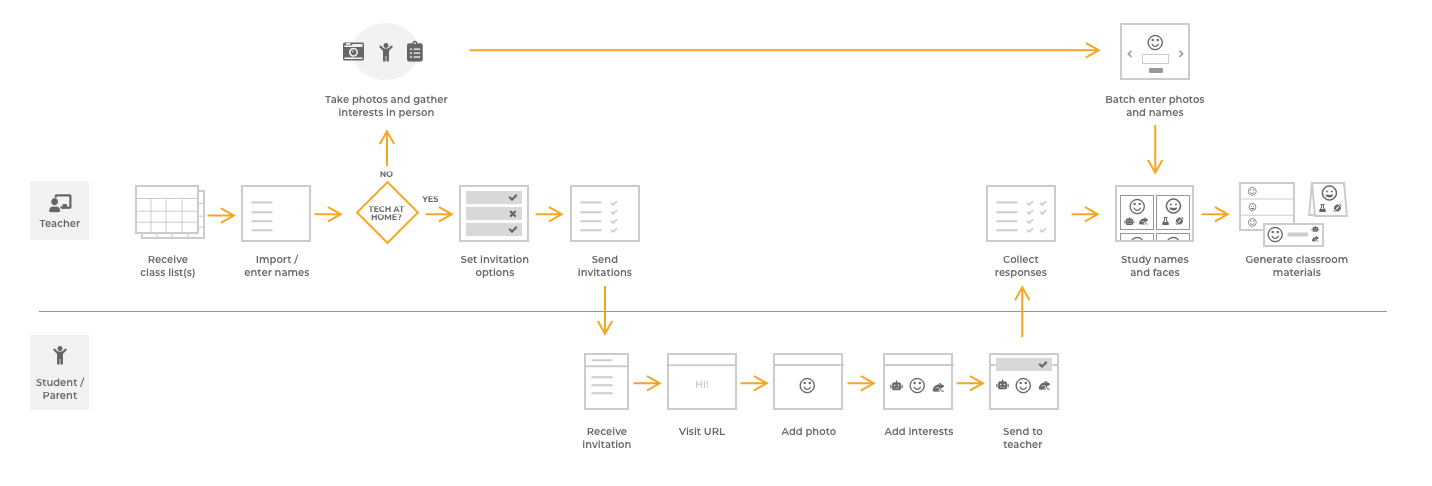 Take photos and gather
interests in person
Batch enter photos
and names
NO
Teacher
TECH AT
HOME?
YES
Receive
class list(s)
Import /
enter names
Set invitation
options
Send
invitations
Collect
responses
Study names
and faces
Generate classroom
materials
Student /
Parent
Hi!
Receive
invitation
Visit URL
Add photo
Add interests
Send to
teacher